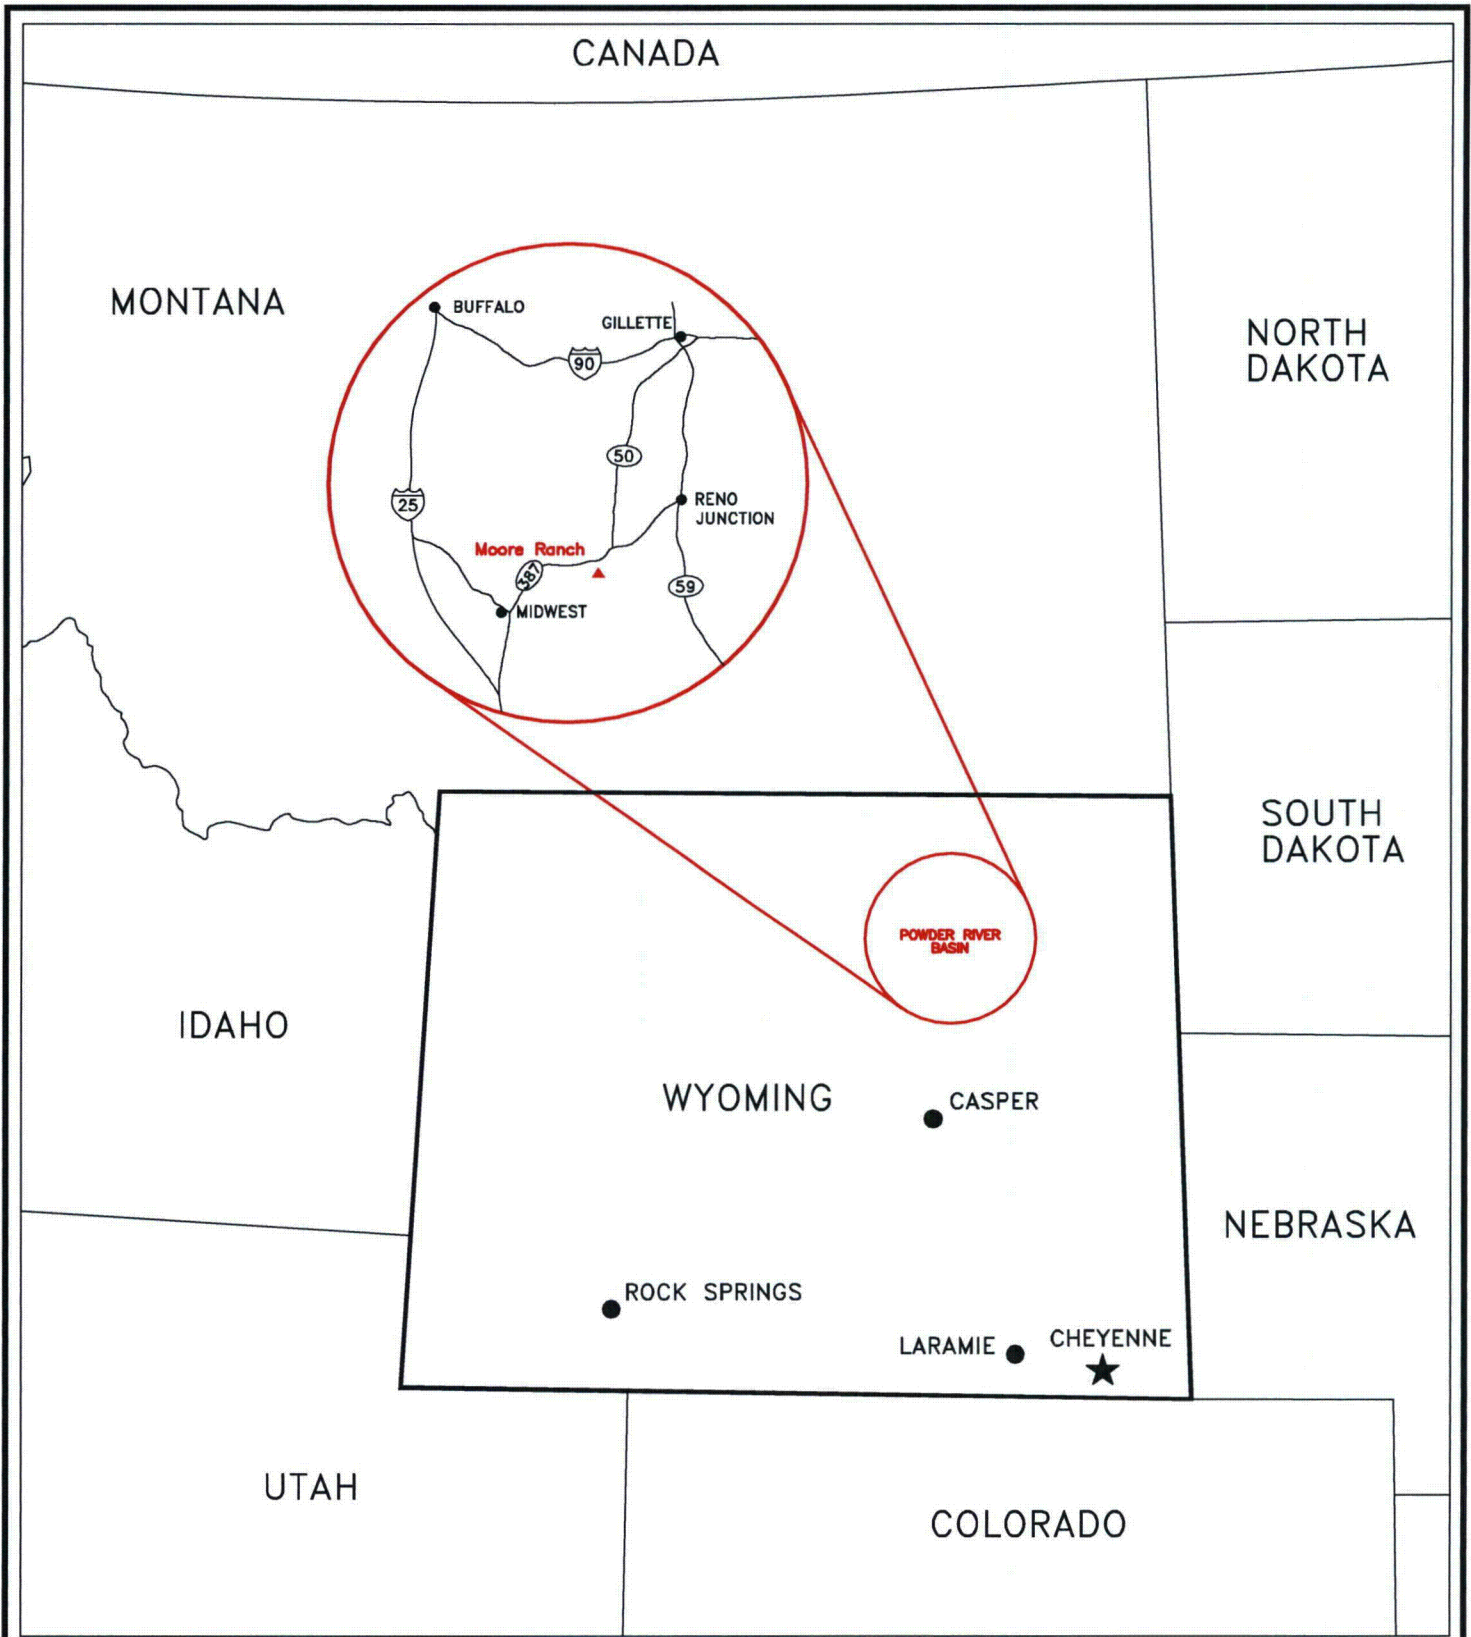 CANADA
MONTANA
BUFFALO
GILLETTE
90
NORTH
DAKOTA
50
25
RENO
JUNCTION
Moore Ranch
387
59
MIDWEST
SOUTH
DAKOTA
POWDER RIVER
BASIN
IDAHO
WYOMING
CASPER
NEBRASKA
ROCK SPRINGS
LARAMIE
CHEYENNE
UTAH
COLORADO